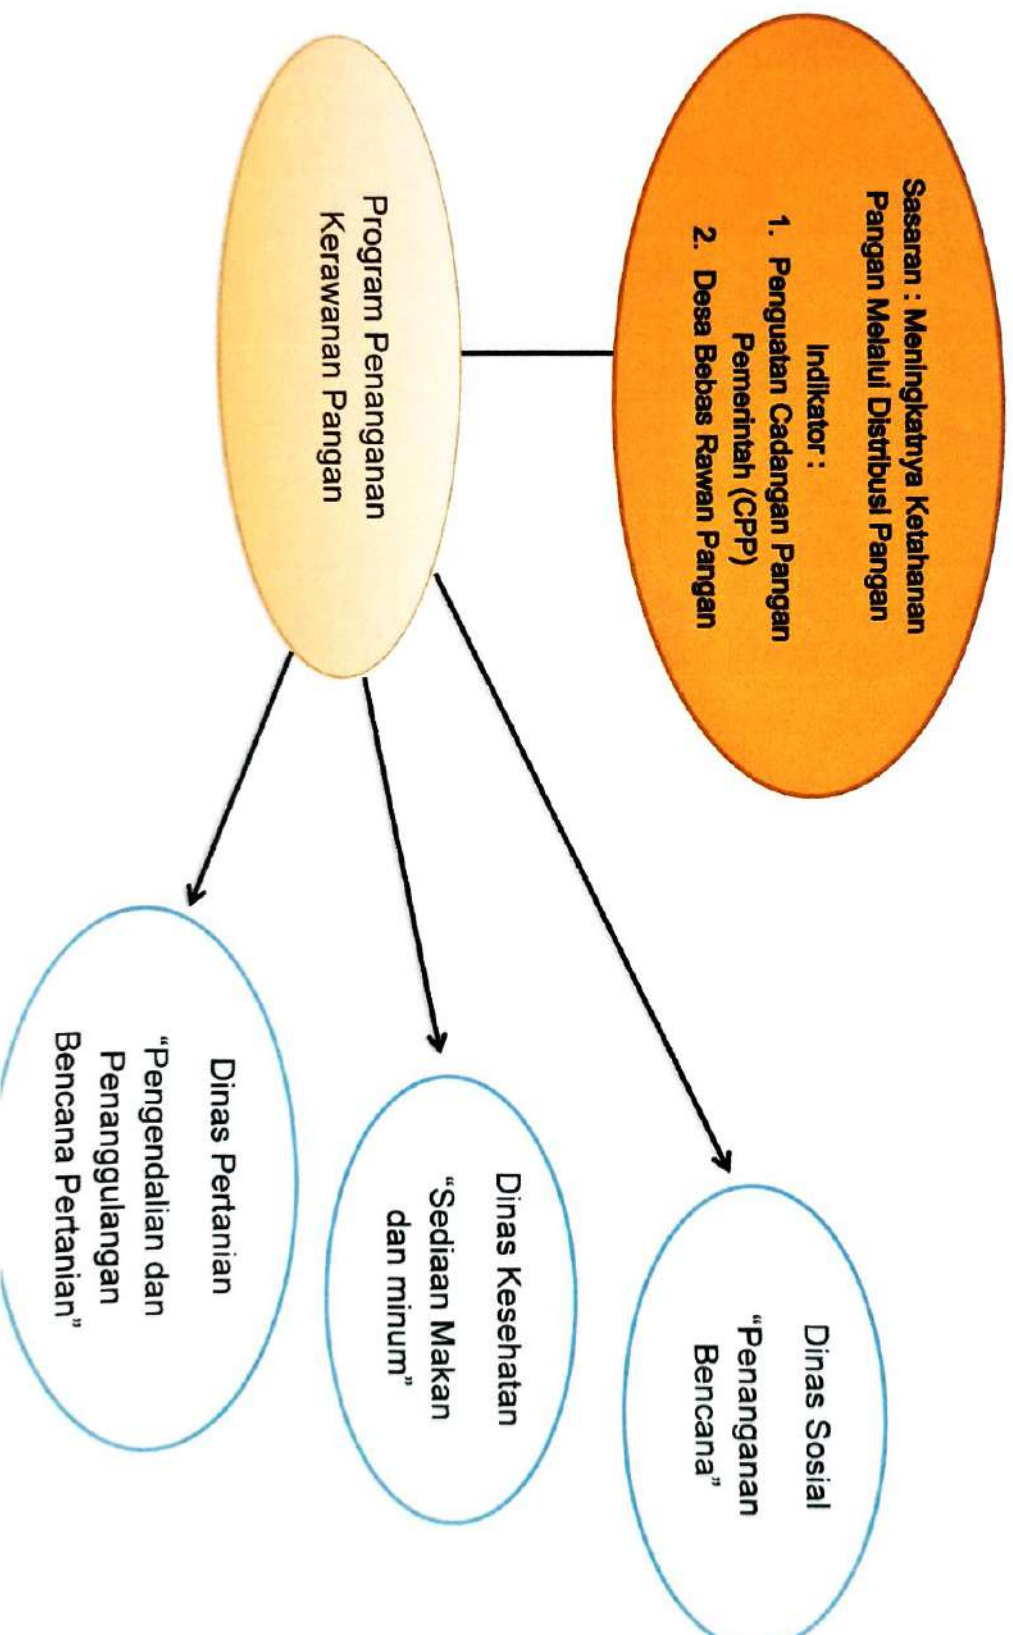 Sasaran : Meningkatnya Ketahanan
Pangan Melalui Distribusi Pangan
Indikator :
1. Penguatan Cadangan Pangan
Pemerintah (CPP)
2. Desa Bebas Rawan Pangan
Program Penanganan
Kerawanan Pangan
Dinas Sosial
“Penanganan
Bencana”
Dinas Kesehatan
“Sediaan Makan
dan minum”
Dinas Pertanian
“Pengendalian dan
Penanggulangan
Bencana Pertanian”